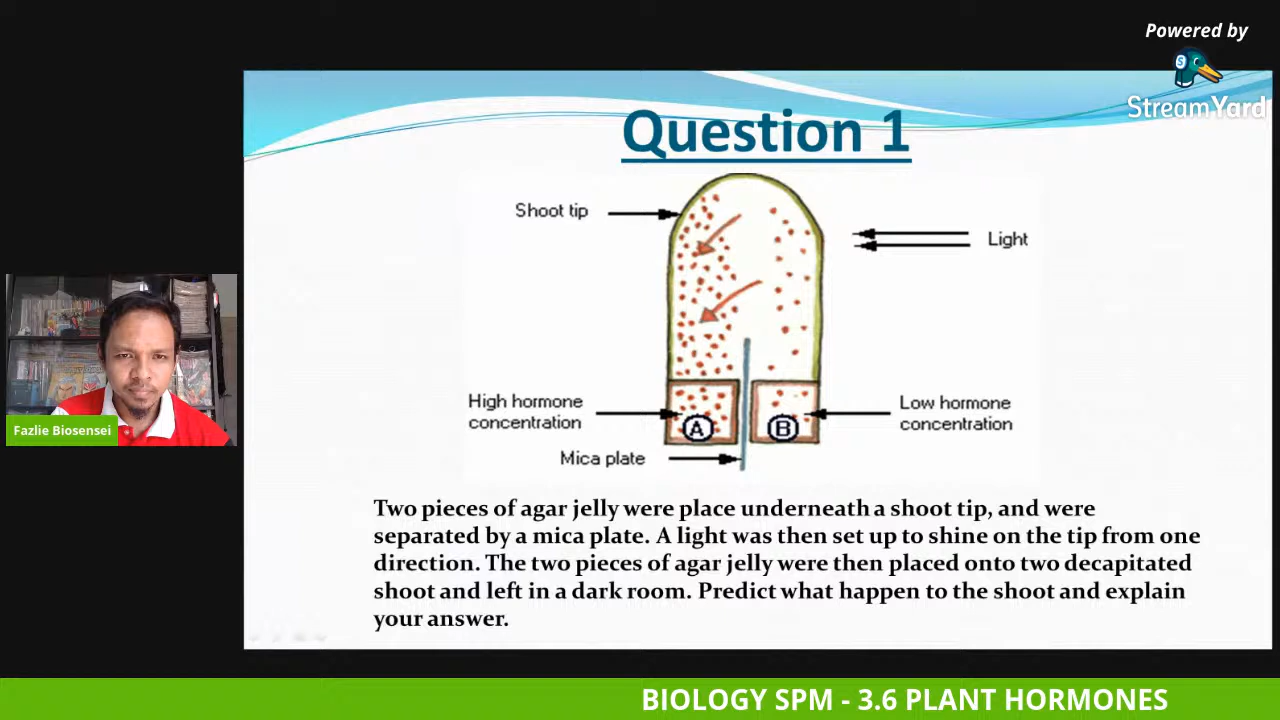 Powered by
StreamYard
Question 1
Shoot tip
Light
High hormone
concentration
Low hormone
concentration
A
B
Mica plate
Two pieces of agar jelly were place underneath a shoot tip, and were
separated by a mica plate. A light was then set up to shine on the tip from one
direction. The two pieces of agar jelly were then placed onto two decapitated
shoot and left in a dark room. Predict what happen to the shoot and explain
your answer.
Fazlie Biosensei
BIOLOGY SPM - 3.6 PLANT HORMONES